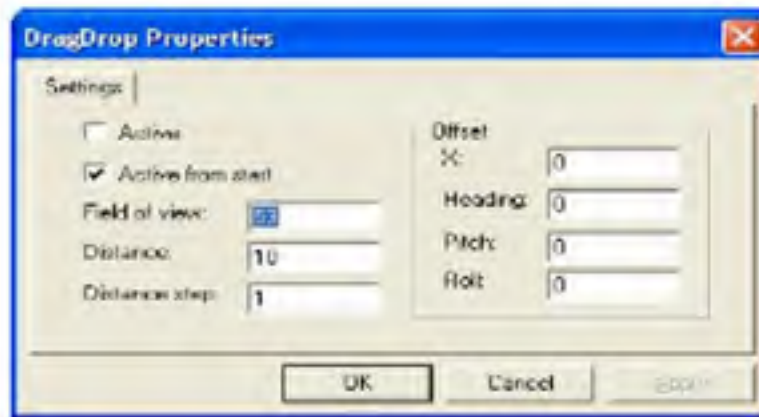 DragDrop Properties
Settings
Active
Active from start
Field of view:
Distance: 10
Distance step: 1
Offset
X: 0
Heading: 0
Pitch: 0
Roll: 0
OK Cancel Apply